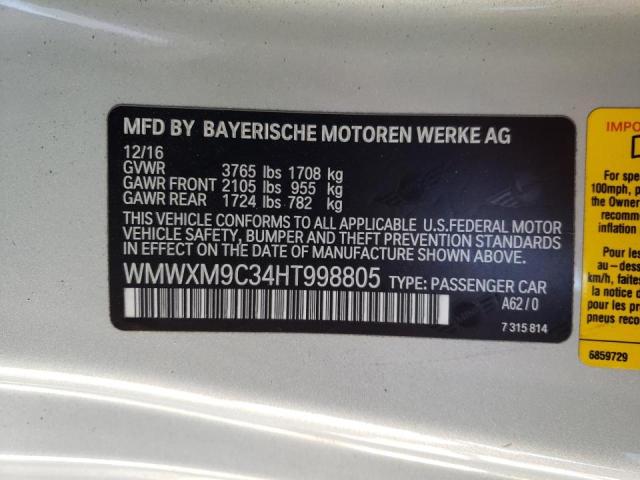 MFD BY BAYERISCHE MOTOREN WERKE AG
12/16
GVWR 3765 lbs 1708 kg
GAWR FRONT 2105 lbs 955 kg
GAWR REAR 1724 lbs 782 kg
THIS VEHICLE CONFORMS TO ALL APPLICABLE U.S.FEDERAL MOTOR
VEHICLE SAFETY, BUMPER AND THEFT PREVENTION STANDARDS
IN EFFECT ON THE DATE OF MANUFACTURE SHOWN ABOVE.
WMWXM9C34HT998805 TYPE: PASSENGER CAR
A62/0
7 315 814
IMPO
For spe
100mph, p
the Owner
recomm
inflation
Pour les
au-dess
km/h, faites
la notice d
pour les pr
pneus recom
6859729